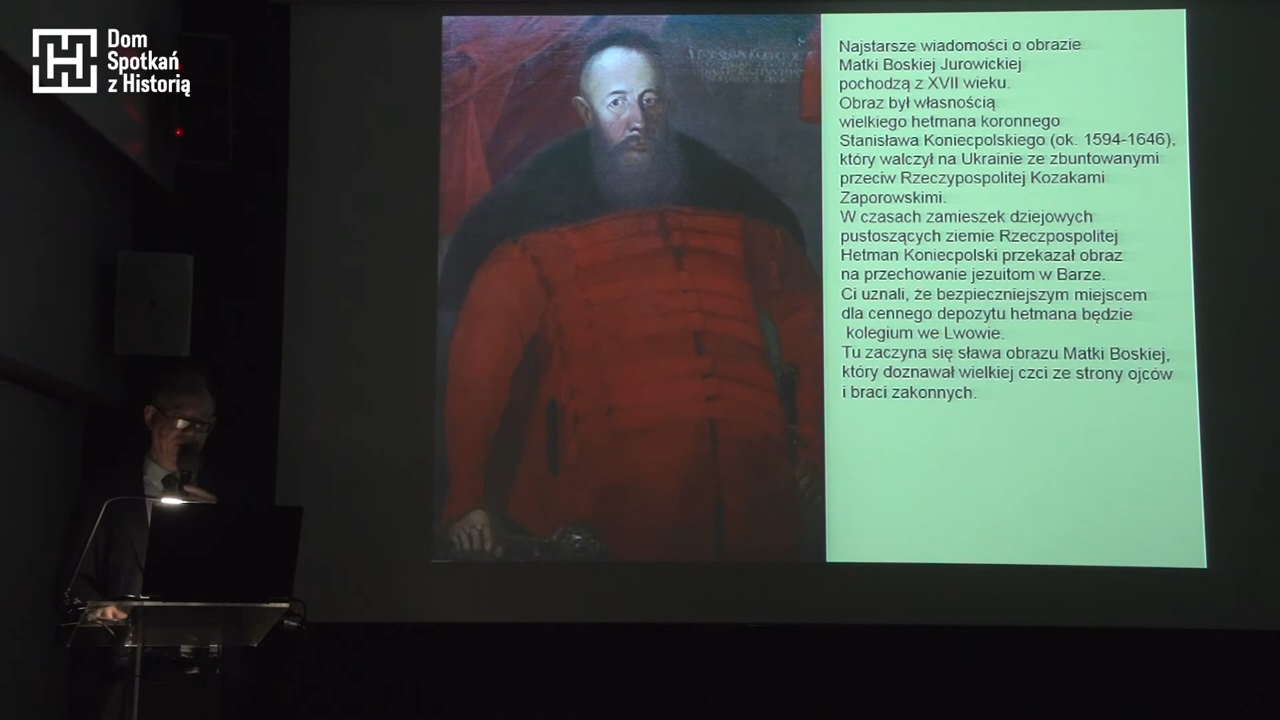 Dom
Spotkań
z Historią
Najstarsze wiadomości o obrazie
Matki Boskiej Jurowickiej
pochodzą z XVII wieku.
Obraz był własnością
wielkiego hetmana koronnego
Stanisława Koniecpolskiego (ok. 1594-1646),
który walczył na Ukrainie ze zbuntowanymi
przeciw Rzeczypospolitej Kozakami
Zaporowskimi.
W czasach zamieszek dziejowych
pustoszących ziemie Rzeczpospolitej
Hetman Koniecpolski przekazał obraz
na przechowanie jezuitom w Barze.
Ci uznali, że bezpieczniejszym miejscem
dla cennego depozytu hetmana będzie
kolegium we Lwowie.
Tu zaczyna się sława obrazu Matki Boskiej,
który doznawał wielkiej czci ze strony ojców
i braci zakonnych.